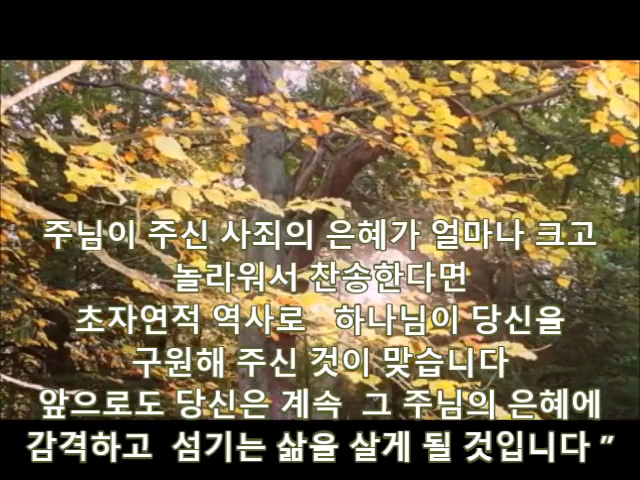 주님이 주신 사죄의 은혜가 얼마나 크고
놀라워서 찬송한다면
초자연적 역사로 하나님이 당신을
구원해 주신 것이 맞습니다
앞으로도 당신은 계속 그 주님의 은혜에
감격하고 섬기는 삶을 살게 될 것입니다 ”